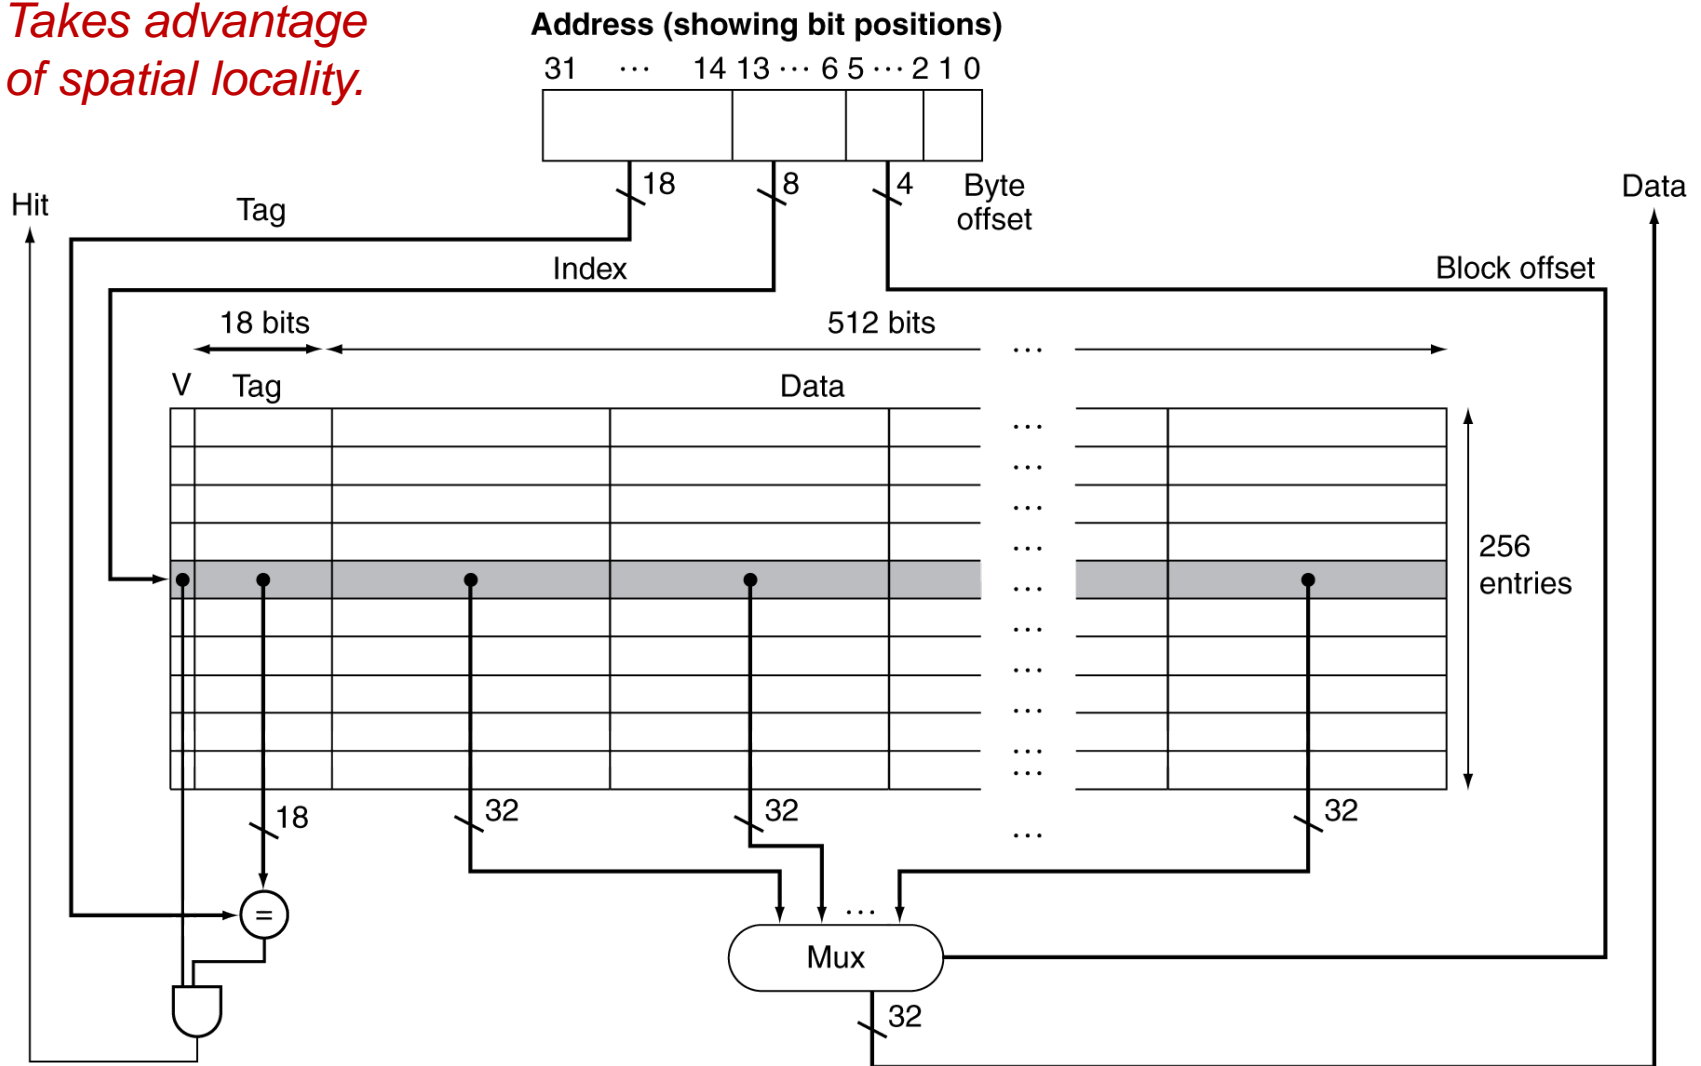 Takes advantage
of spatial locality.
Address (showing bit positions)
31 ... 14 13 ... 6 5 ... 2 1 0
18 8 4 Byte
offset
Hit
Tag
Data
Index
Block offset
18 bits
512 bits
...
V Tag Data
...
...
...
...
...
...
...
...
...
...
256
entries
18 32 32 ... 32
=
...
Mux
32